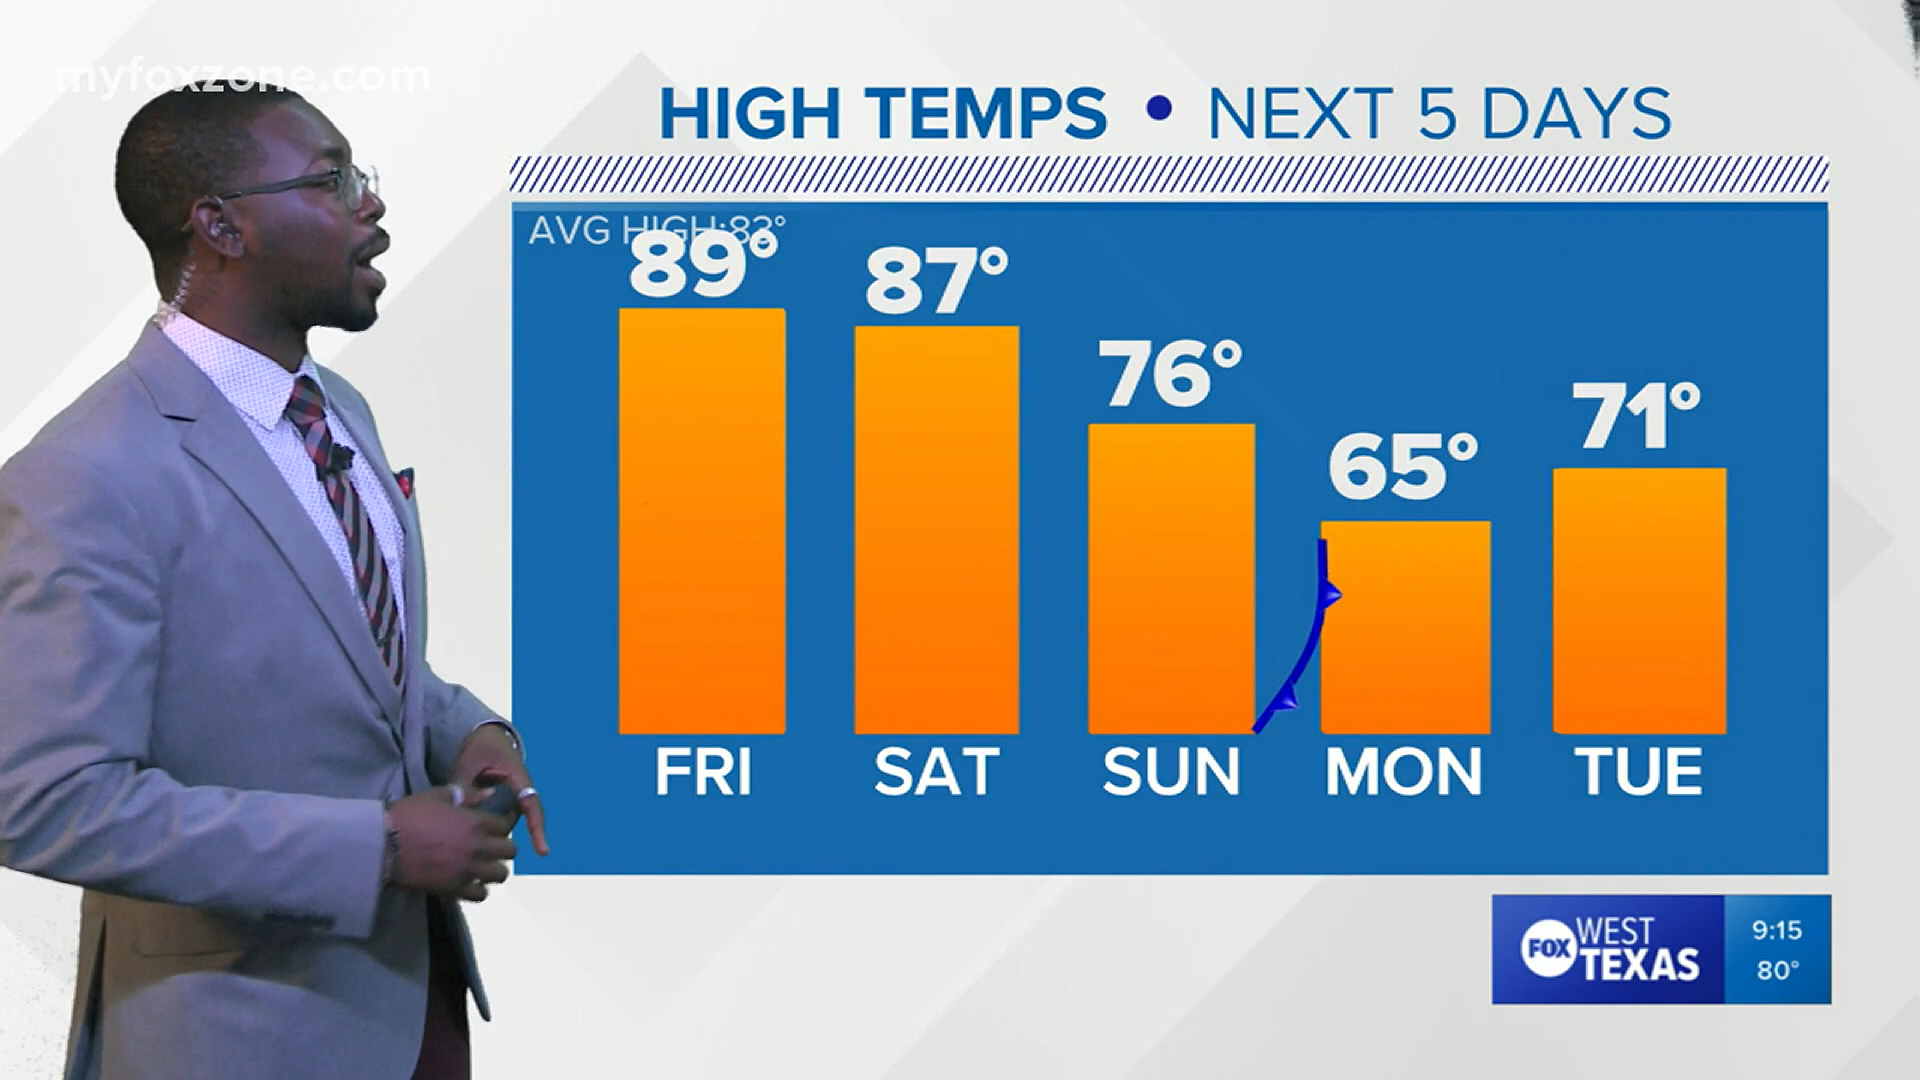 myfoxzone.com
HIGH TEMPS • NEXT 5 DAYS
AVG HIGH:83°
89° 87° 76° 65° 71°
FRI SAT SUN MON TUE
FOX WEST TEXAS
9:15
80°